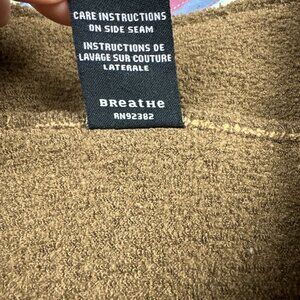 CARE INSTRUCTIONS
ON SIDE SEAM
INSTRUCTIONS DE
LAVAGE SUR COUTURE
LATERALE
BReatHe
RN92382